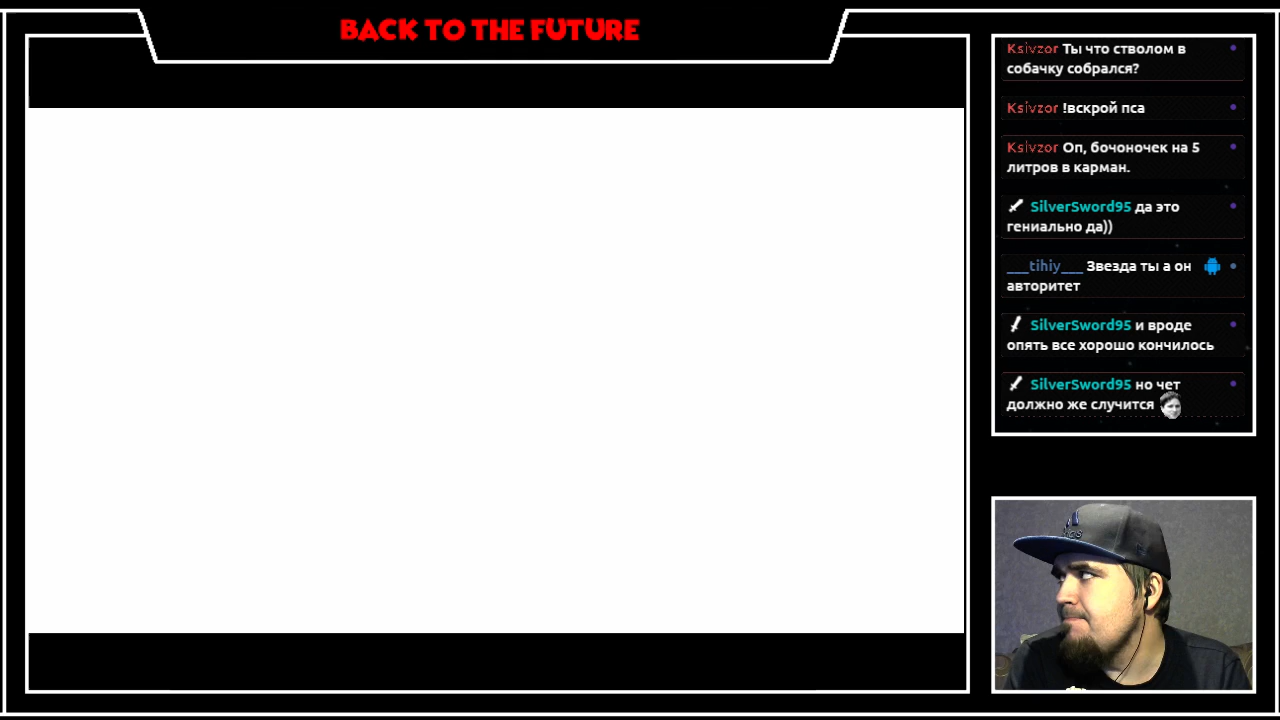 BACK TO THE FUTURE
Ksivzor Ты что стволом в
собачку собрался?
Ksivzor !вскрой пса
Ksivzor Оп, бочоночек на 5
литров в карман.
SilverSword95 да это
гениально да))
___tihiy___ Звезда ты а он
авторитет
SilverSword95 и вроде
опять все хорошо кончилось
SilverSword95 но чет
должно же случится